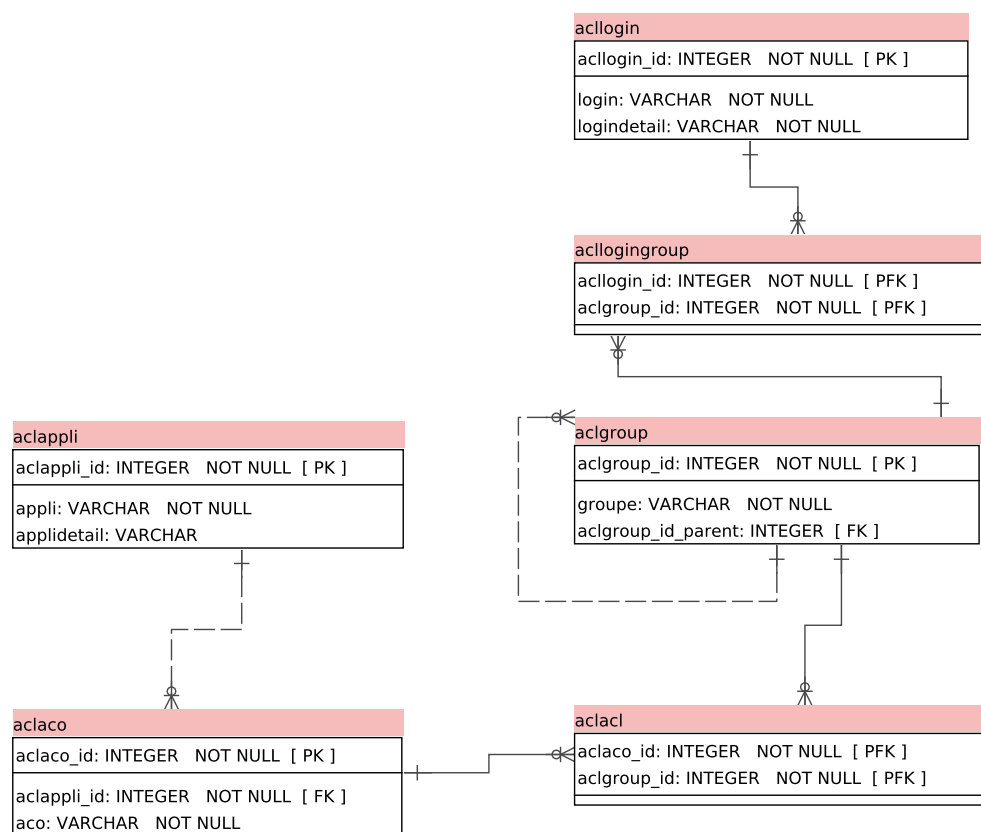 acllogin
acllogin_id: INTEGER   NOT NULL  [ PK ]
login: VARCHAR   NOT NULL
logindetail: VARCHAR   NOT NULL
acllogingroup
acllogin_id: INTEGER   NOT NULL  [ PFK ]
aclgroup_id: INTEGER   NOT NULL  [ PFK ]
aclappli
aclappli_id: INTEGER   NOT NULL  [ PK ]
appli: VARCHAR   NOT NULL
applidetail: VARCHAR
aclgroup
aclgroup_id: INTEGER   NOT NULL  [ PK ]
groupe: VARCHAR   NOT NULL
aclgroup_id_parent: INTEGER  [ FK ]
aclaco
aclaco_id: INTEGER   NOT NULL  [ PK ]
aclappli_id: INTEGER   NOT NULL  [ FK ]
aco: VARCHAR   NOT NULL
aclacl
aclaco_id: INTEGER   NOT NULL  [ PFK ]
aclgroup_id: INTEGER   NOT NULL  [ PFK ]